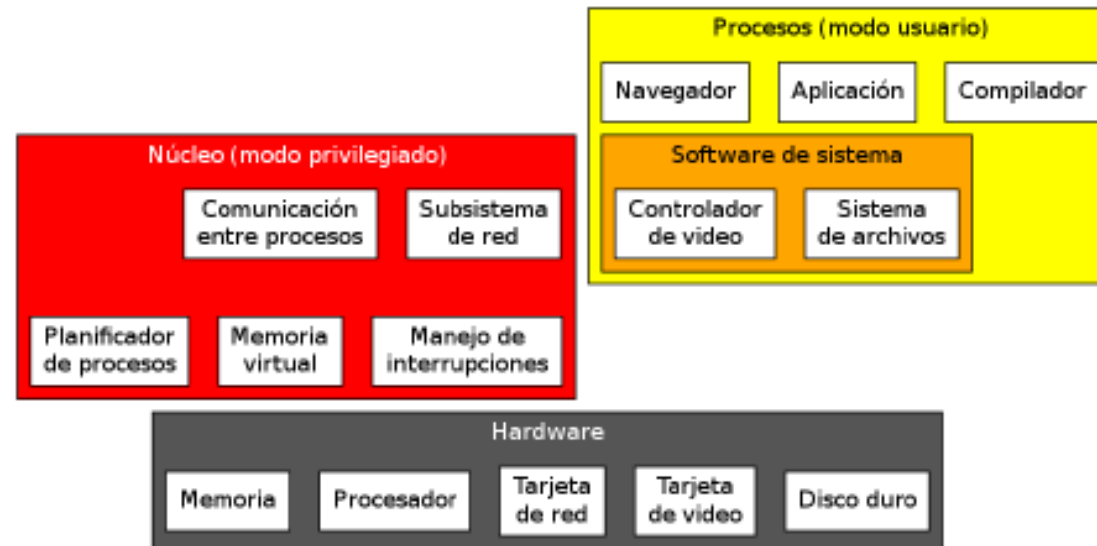 Procesos (modo usuario)
Navegador
Aplicación
Compilador
Software de sistema
Controlador
de video
Sistema
de archivos
Núcleo (modo privilegiado)
Comunicación
entre procesos
Subsistema
de red
Planificador
de procesos
Memoria
virtual
Manejo de
interrupciones
Hardware
Memoria
Procesador
Tarjeta
de red
Tarjeta
de video
Disco duro